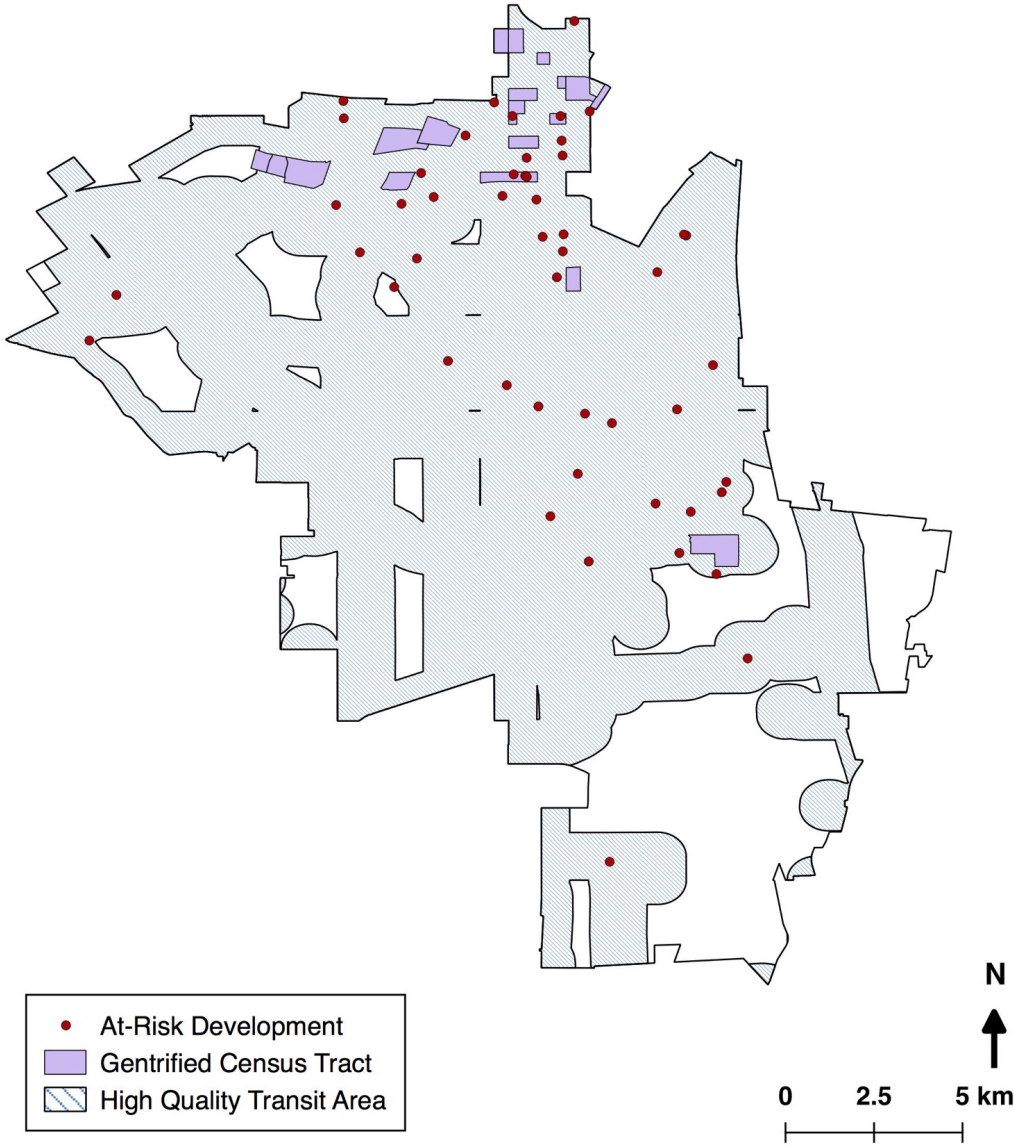 N
At-Risk Development
Gentrified Census Tract
High Quality Transit Area
0 2.5 5 km